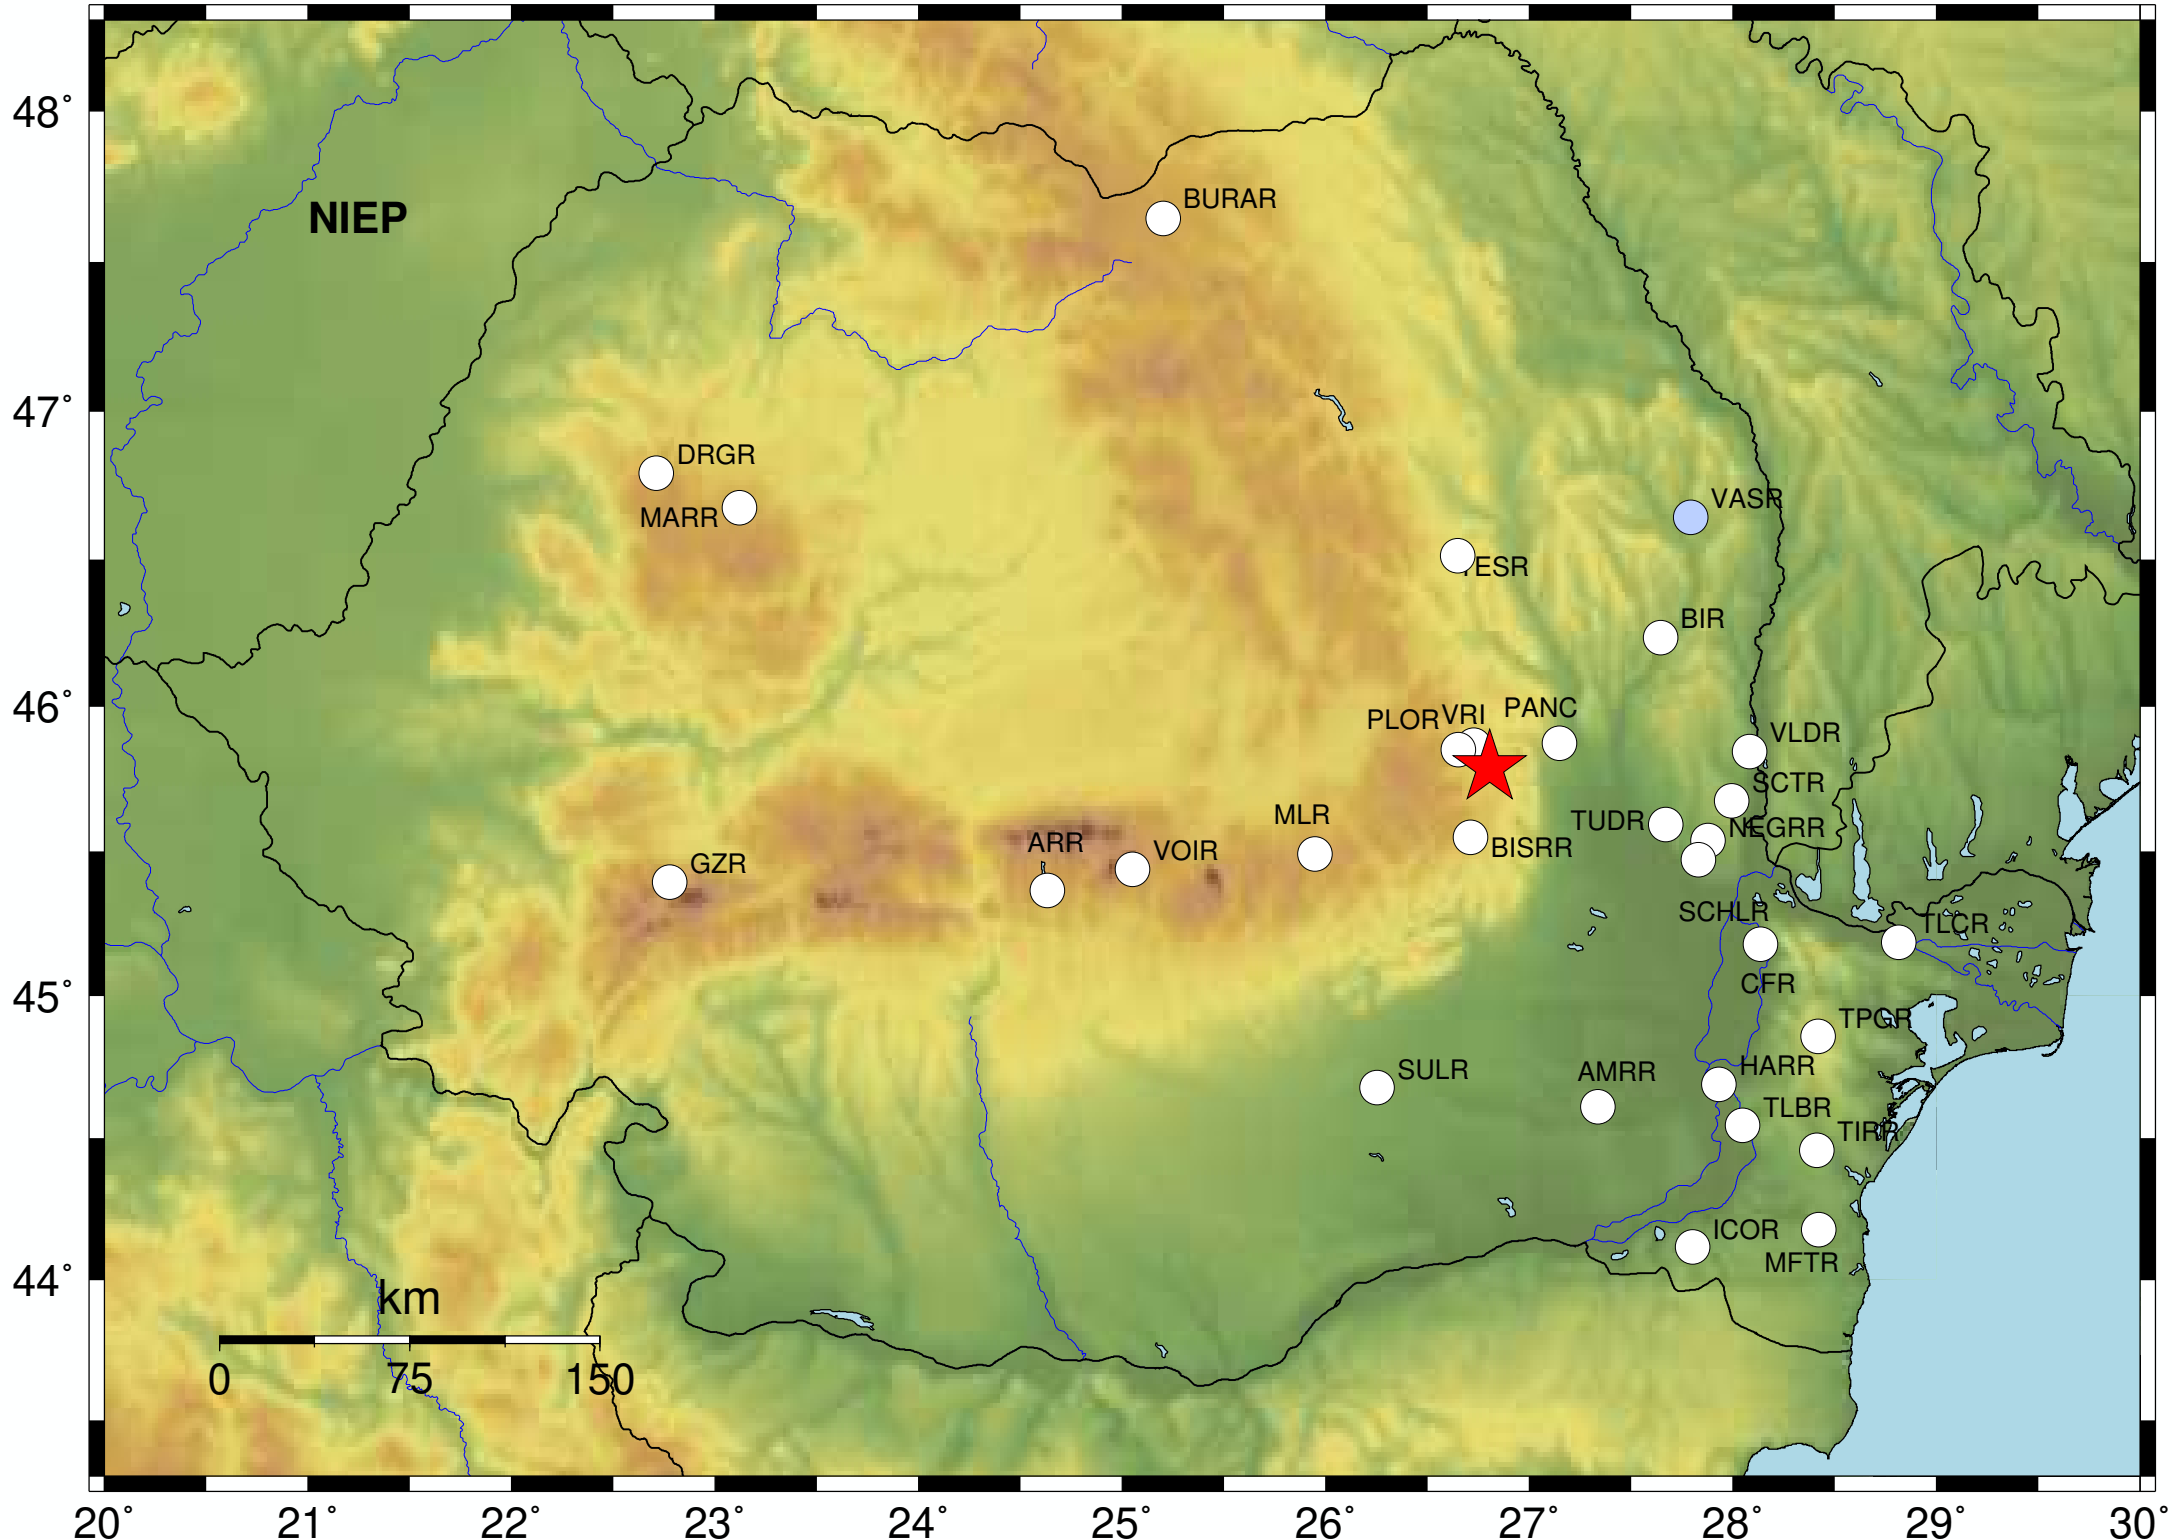 48°
NIEP
BURAR
47°
DRGR
MARR
VASR
TESR
BIR
46°
PLOR
VRI
PANC
VLDR
SCTR
MLR
TUDR
NEGRR
ARR
VOIR
BISRR
GZR
SCHLR
TLCR
CFR
45°
TPGR
SULR
AMRR
HARR
TLBR
TIRR
ICOR
MFTR
44°
km
0 75 150
20° 21° 22° 23° 24° 25° 26° 27° 28° 29° 30°